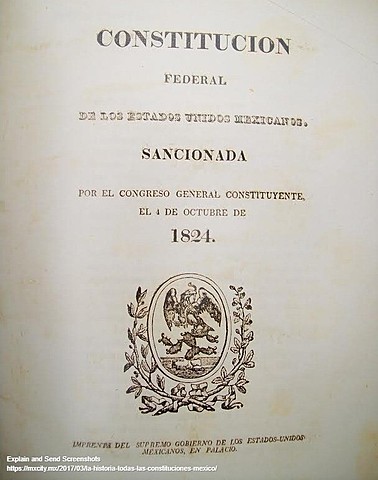 CONSTITUCION
FEDERAL
DE LOS ESTADOS UNIDOS MEXICANOS.
SANCIONADA
POR EL CONGRESO GENERAL CONSTITUYENTE,
EL 4 DE OCTUBRE DE
1824.
IMPRENTA DEL SUPREMO GOBIERNO DE LOS ESTADOS-UNIDOS
MEXICANOS, EN PALACIO.
Explain and Send Screenshots
https://mxcity.mx/2017/03/la-historia-todas-las-constituciones-mexico/